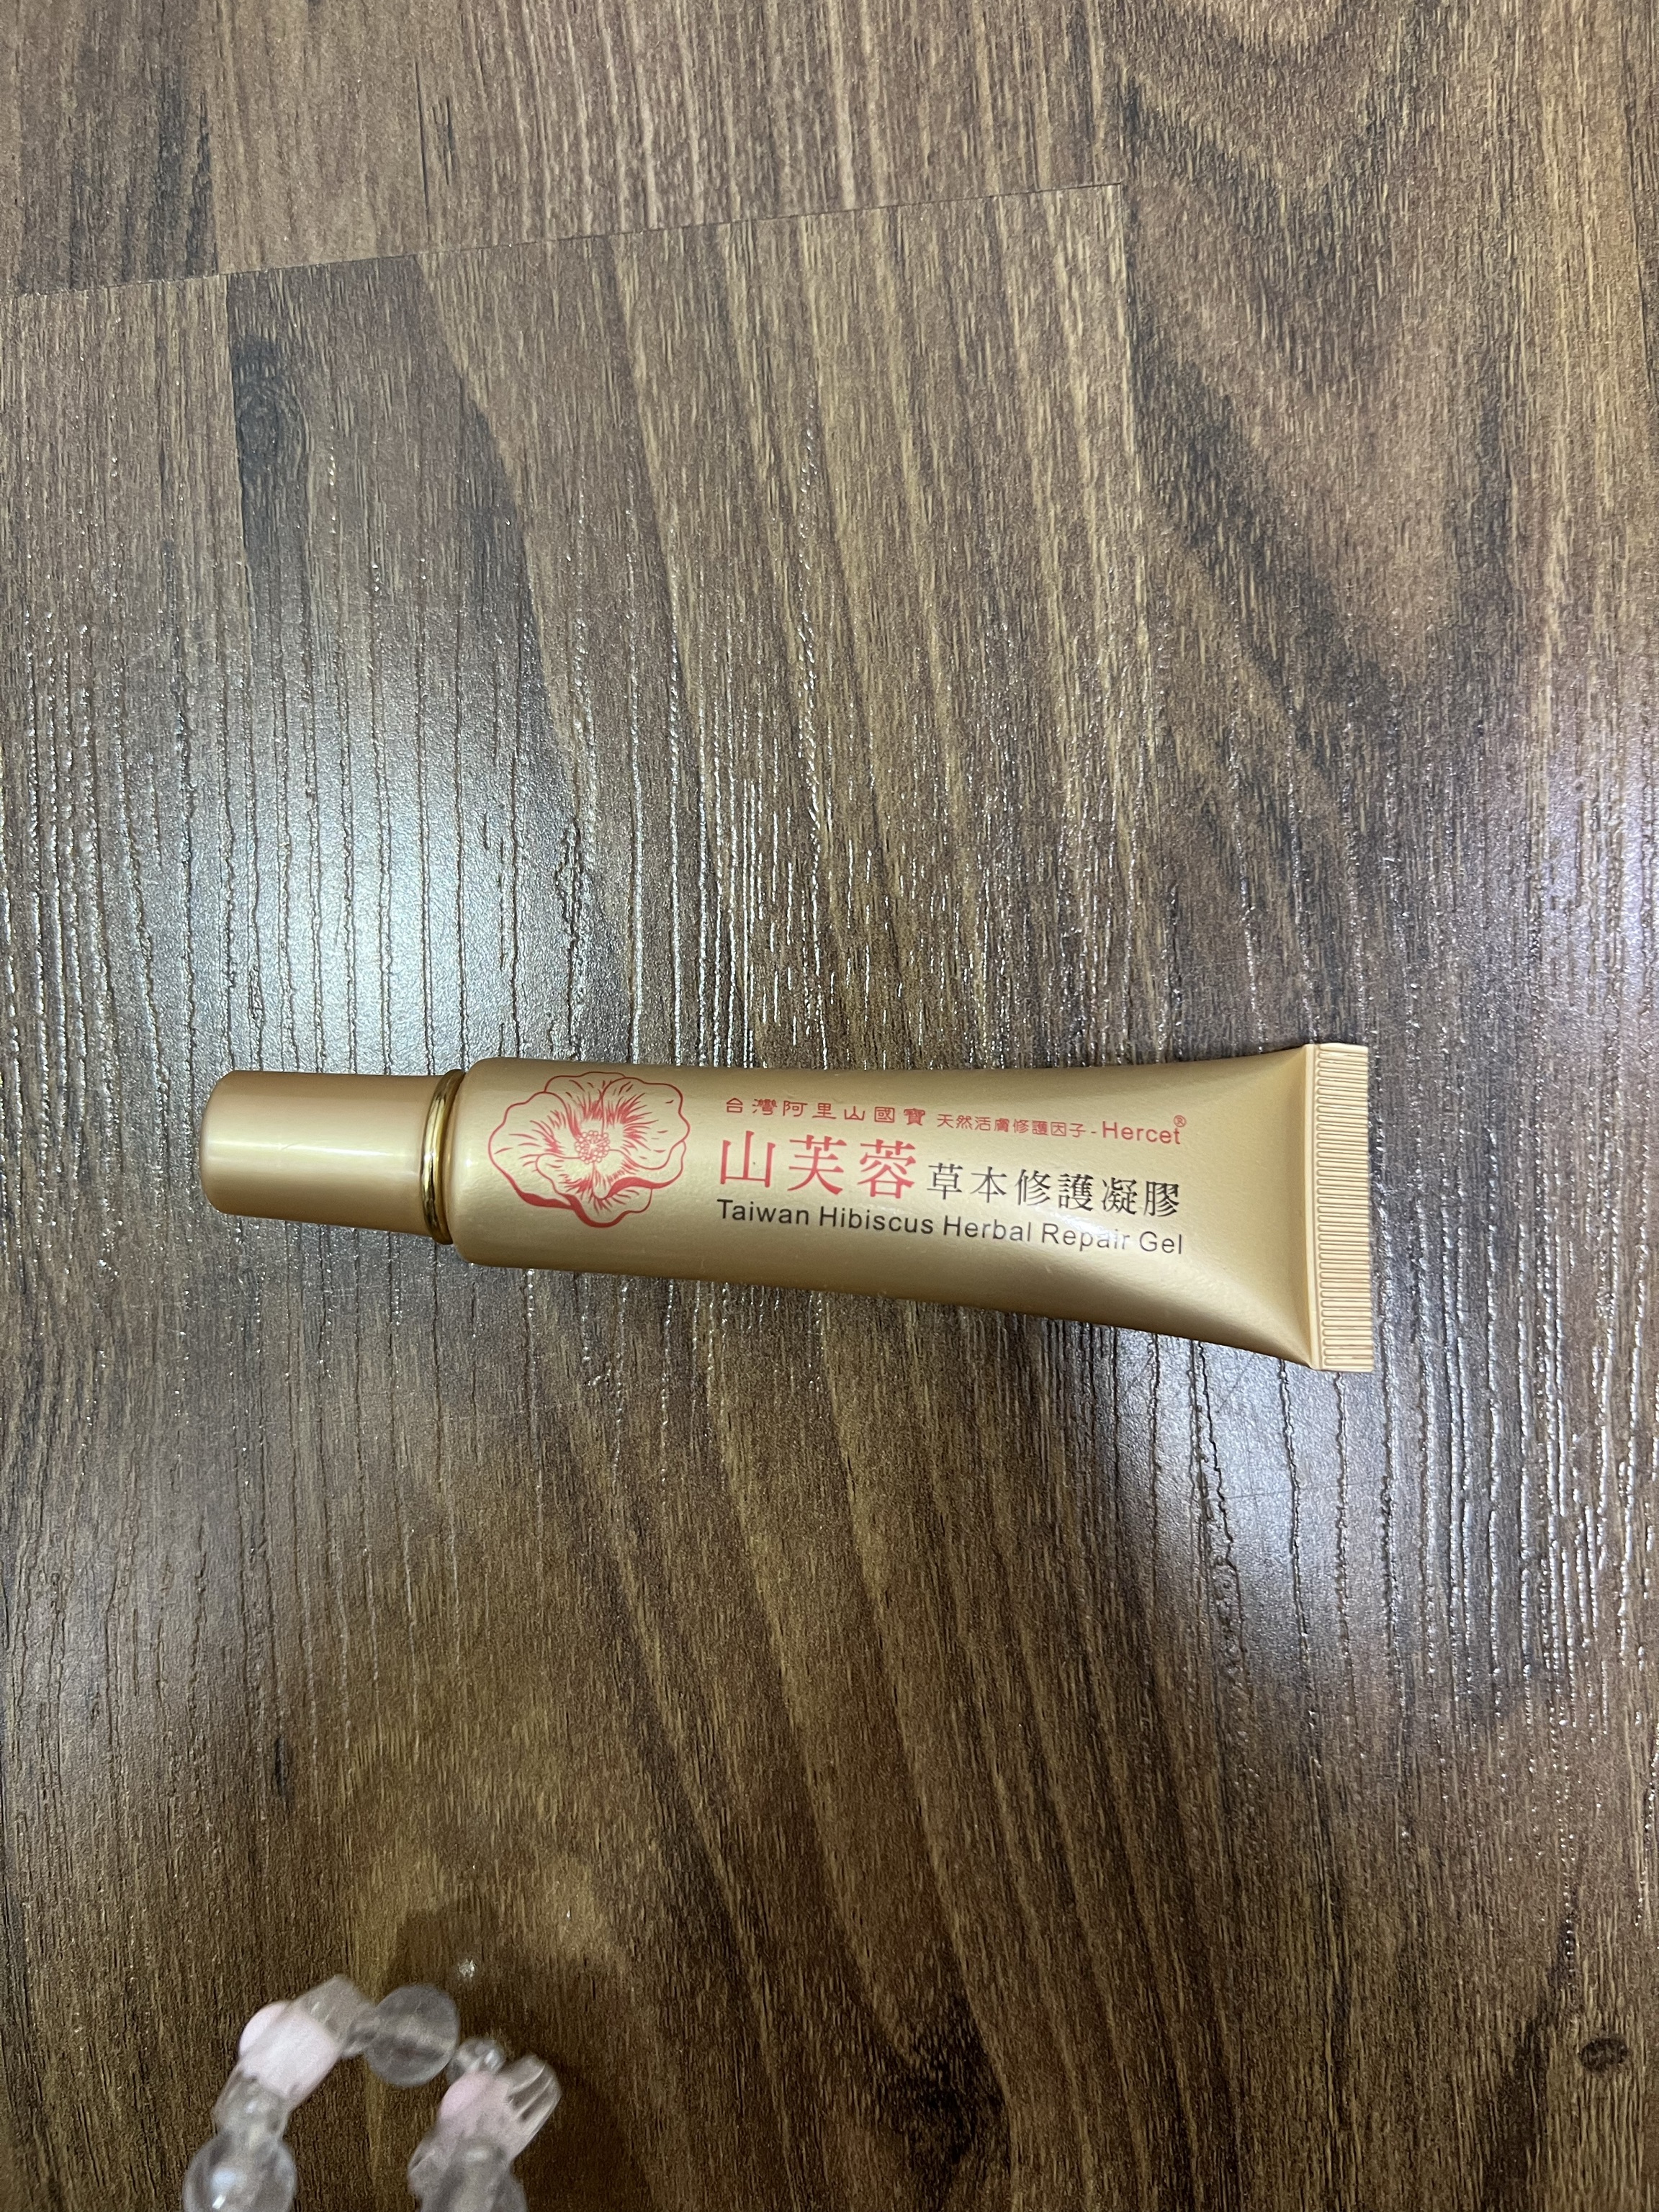 台灣阿里山國寶 天然活膚修護因子-Hercet®
山芙蓉草本修護凝膠
Taiwan Hibiscus Herbal Repair Gel